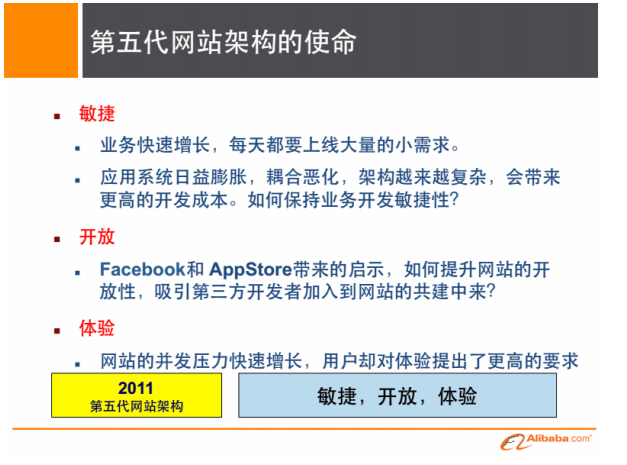 第五代网站架构的使命
敏捷
业务快速增长，每天都要上线大量的小需求。
应用系统日益膨胀，耦合恶化，架构越来越复杂，会带来
更高的开发成本。如何保持业务开发敏捷性？
开放
Facebook和 AppStore带来的启示，如何提升网站的开
放性，吸引第三方开发者加入到网站的共建中来？
体验
网站的并发压力快速增长，用户却对体验提出了更高的要求
2011
第五代网站架构
敏捷，开放，体验
Alibaba.com